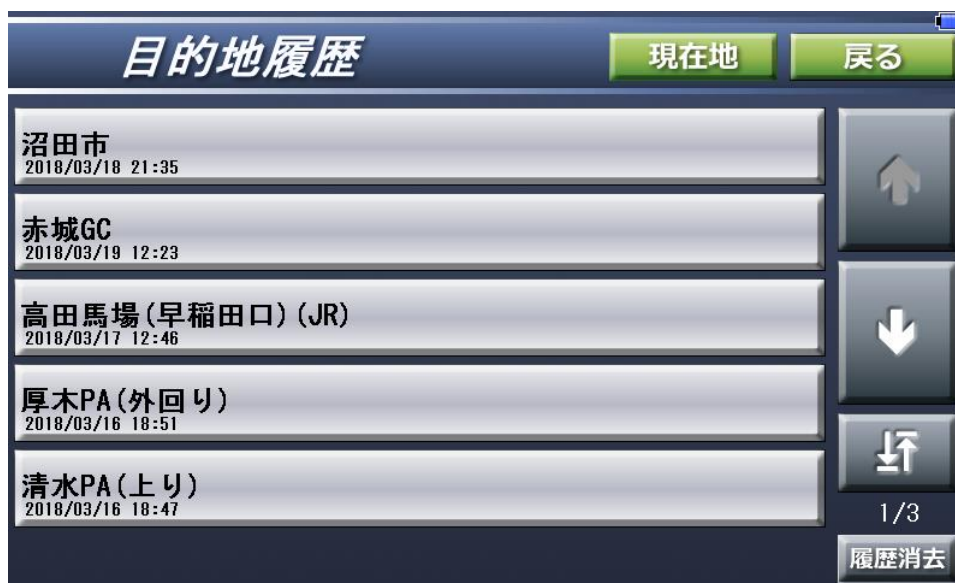 目的地履歴
現在地
戻る
沼田市
2018/03/18 21:35
赤城GC
2018/03/19 12:23
高田馬場(早稲田口)(JR)
2018/03/17 12:46
厚木PA(外回り)
2018/03/16 18:51
清水PA(上り)
2018/03/16 18:47
1/3
履歴消去